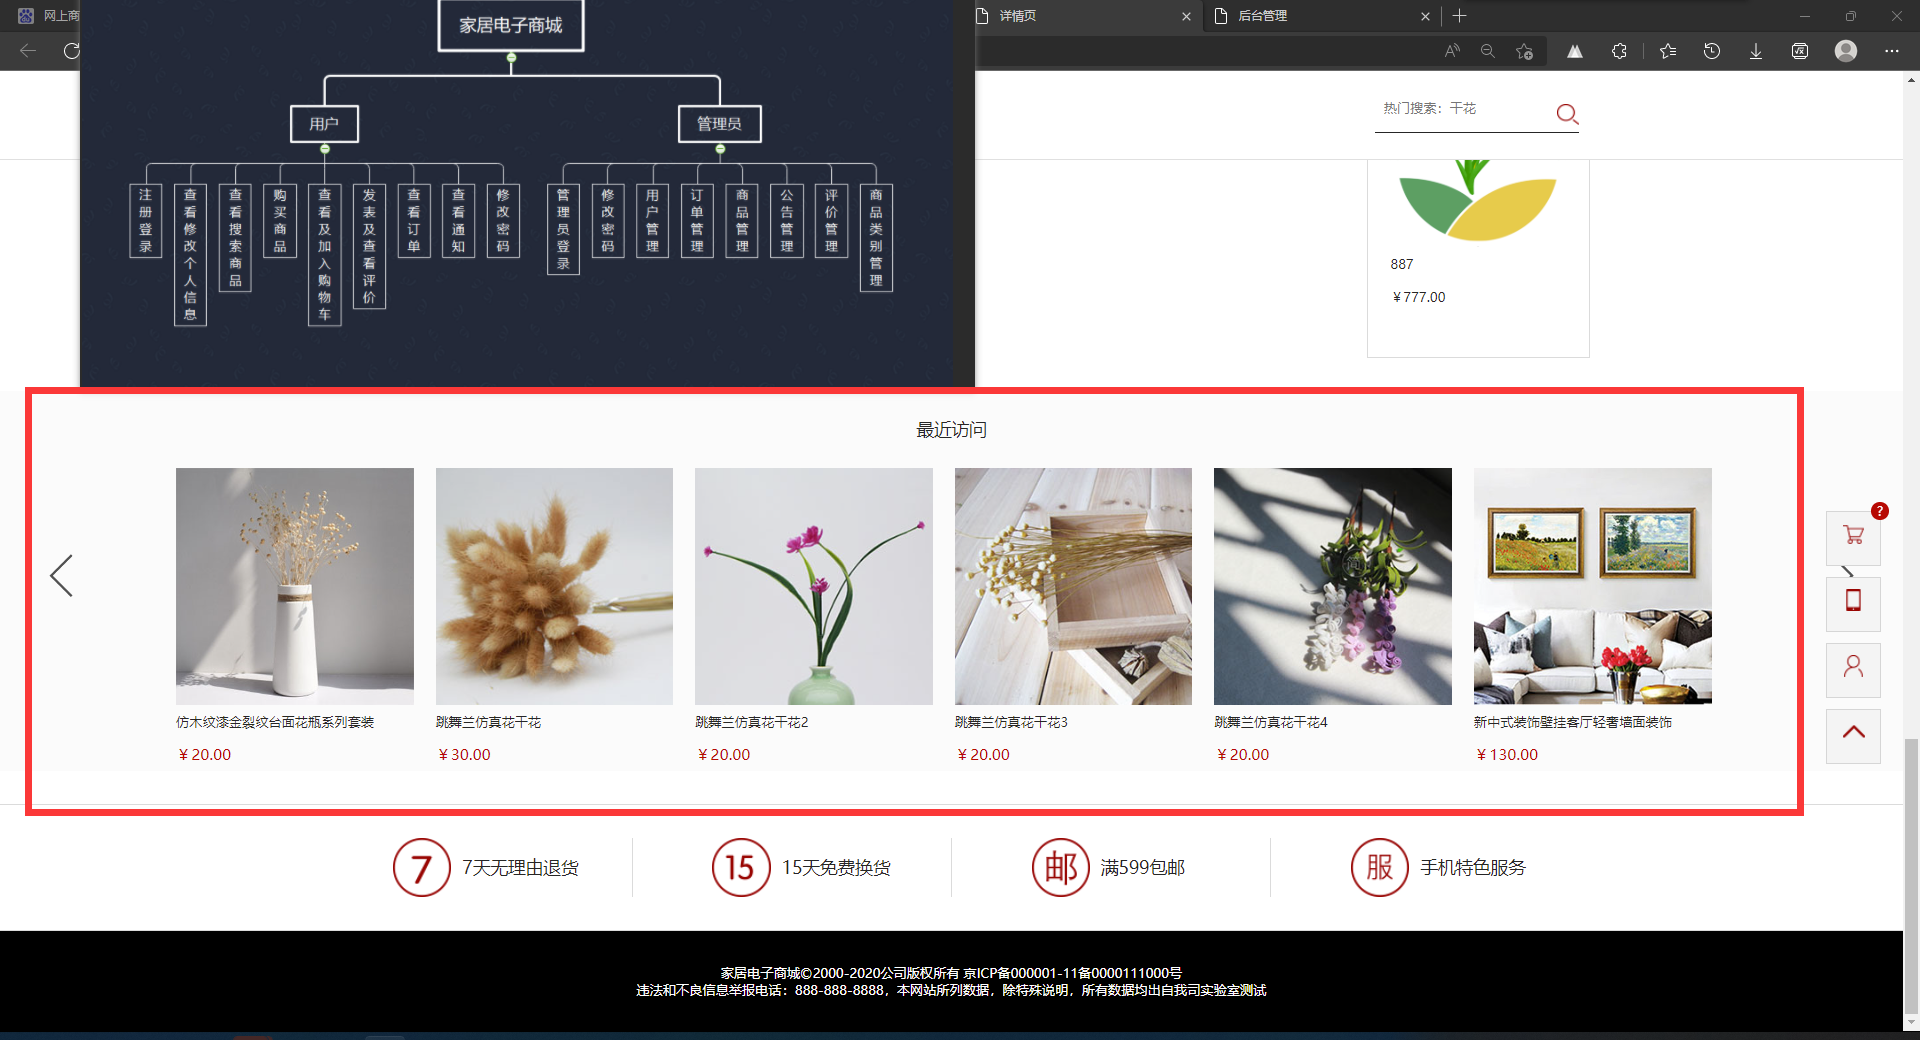 网上商
详情页
后台管理
家居电子商城
用户
管理员
注册登录
查看修改个人信息
查看搜索商品
购买商品
查看及加入购物车
发表及查看评价
查看订单
查看通知
修改密码
管理员登录
修改密码
用户管理
订单管理
商品管理
公告管理
评价管理
商品类别管理
热门搜索：干花
887
￥777.00
最近访问
仿木纹漆金裂纹台面花瓶系列套装
￥20.00
跳舞兰仿真花干花
￥30.00
跳舞兰仿真花干花2
￥20.00
跳舞兰仿真花干花3
￥20.00
跳舞兰仿真花干花4
￥20.00
新中式装饰壁挂客厅轻奢墙面装饰
￥130.00
?
7 7天无理由退货
15 15天免费换货
邮 满599包邮
服 手机特色服务
家居电子商城©2000-2020公司版权所有 京ICP备000001-11备0000111000号
违法和不良信息举报电话：888-888-8888，本网站所列数据，除特殊说明，所有数据均出自我司实验室测试